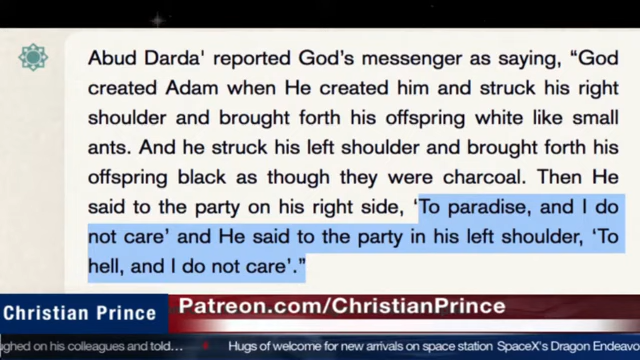 Abud Darda' reported God's messenger as saying, “God
created Adam when He created him and struck his right
shoulder and brought forth his offspring white like small
ants. And he struck his left shoulder and brought forth his
offspring black as though they were charcoal. Then He
said to the party on his right side, ‘To paradise, and I do
not care’ and He said to the party in his left shoulder, ‘To
hell, and I do not care’.”
Christian Prince
Patreon.com/ChristianPrince
on his colleagues and told... Hugs of welcome for new arrivals on space station SpaceX's Dragon